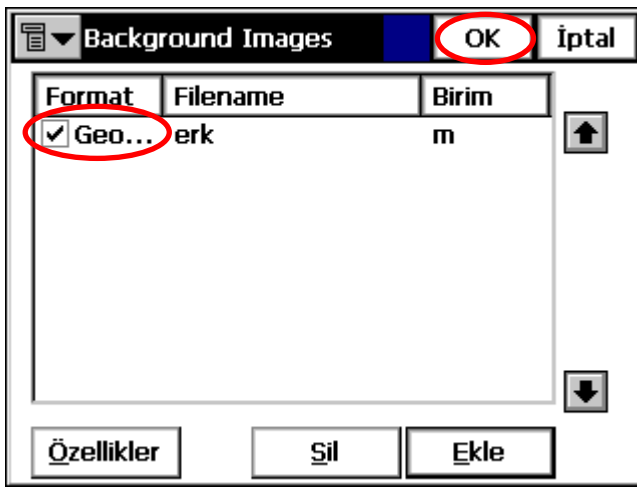 Background Images OK İptal
Format Filename Birim
Geo... erk m
Özellikler Sil Ekle